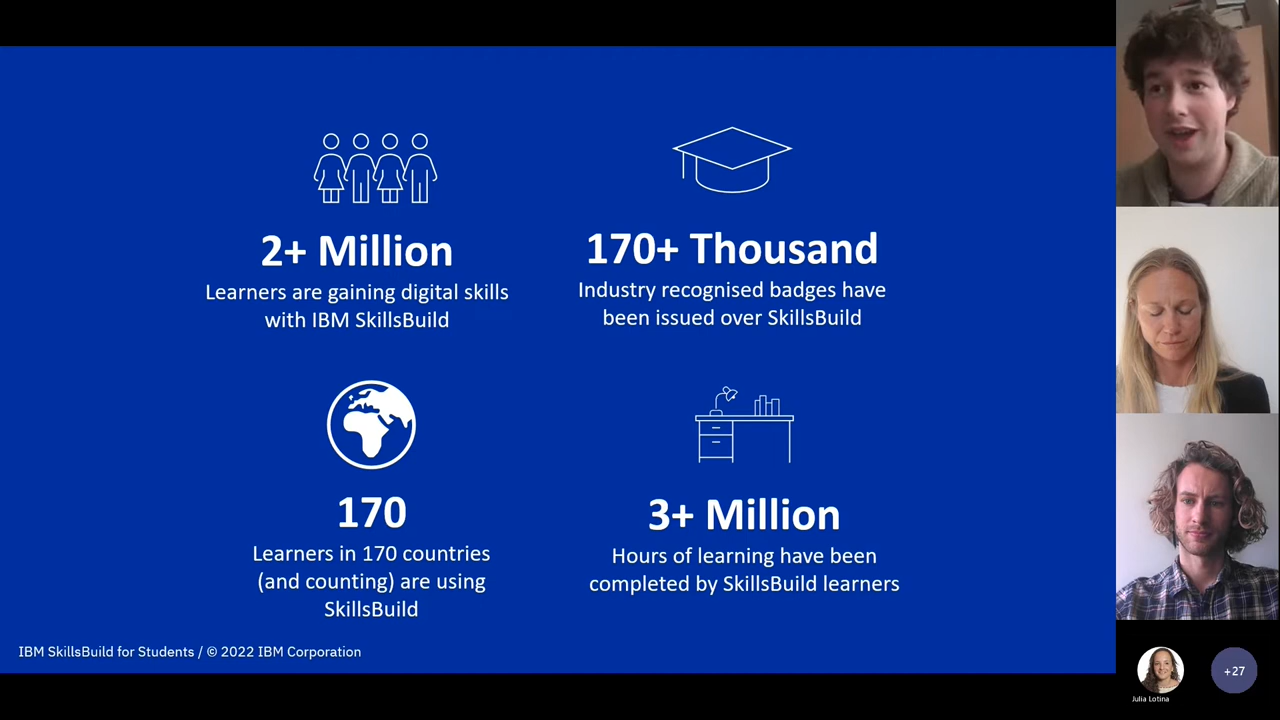 2+ Million
Learners are gaining digital skills
with IBM SkillsBuild
170+ Thousand
Industry recognised badges have
been issued over SkillsBuild
170
Learners in 170 countries
(and counting) are using
SkillsBuild
3+ Million
Hours of learning have been
completed by SkillsBuild learners
IBM SkillsBuild for Students / © 2022 IBM Corporation
Julia Lotina
+27